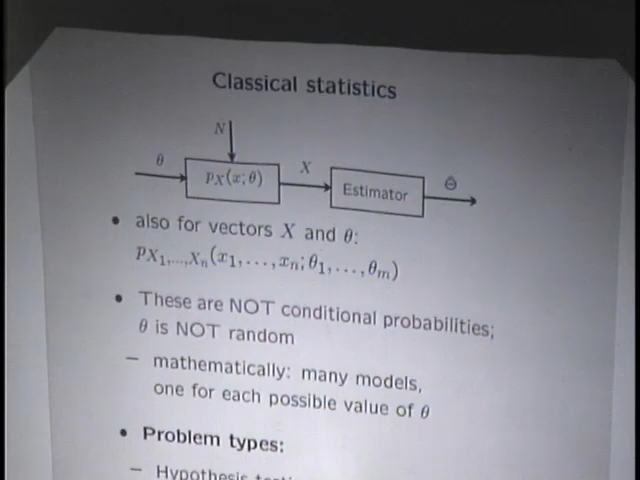 Classical statistics
N
θ
p_X(x; θ)
X
Estimator
Θ̂
• also for vectors X and θ:
p_{X_1,...,X_n}(x_1, . . . , x_n; θ_1, . . . , θ_m)
• These are NOT conditional probabilities;
θ is NOT random
– mathematically: many models,
one for each possible value of θ
• Problem types:
– Hypothesis